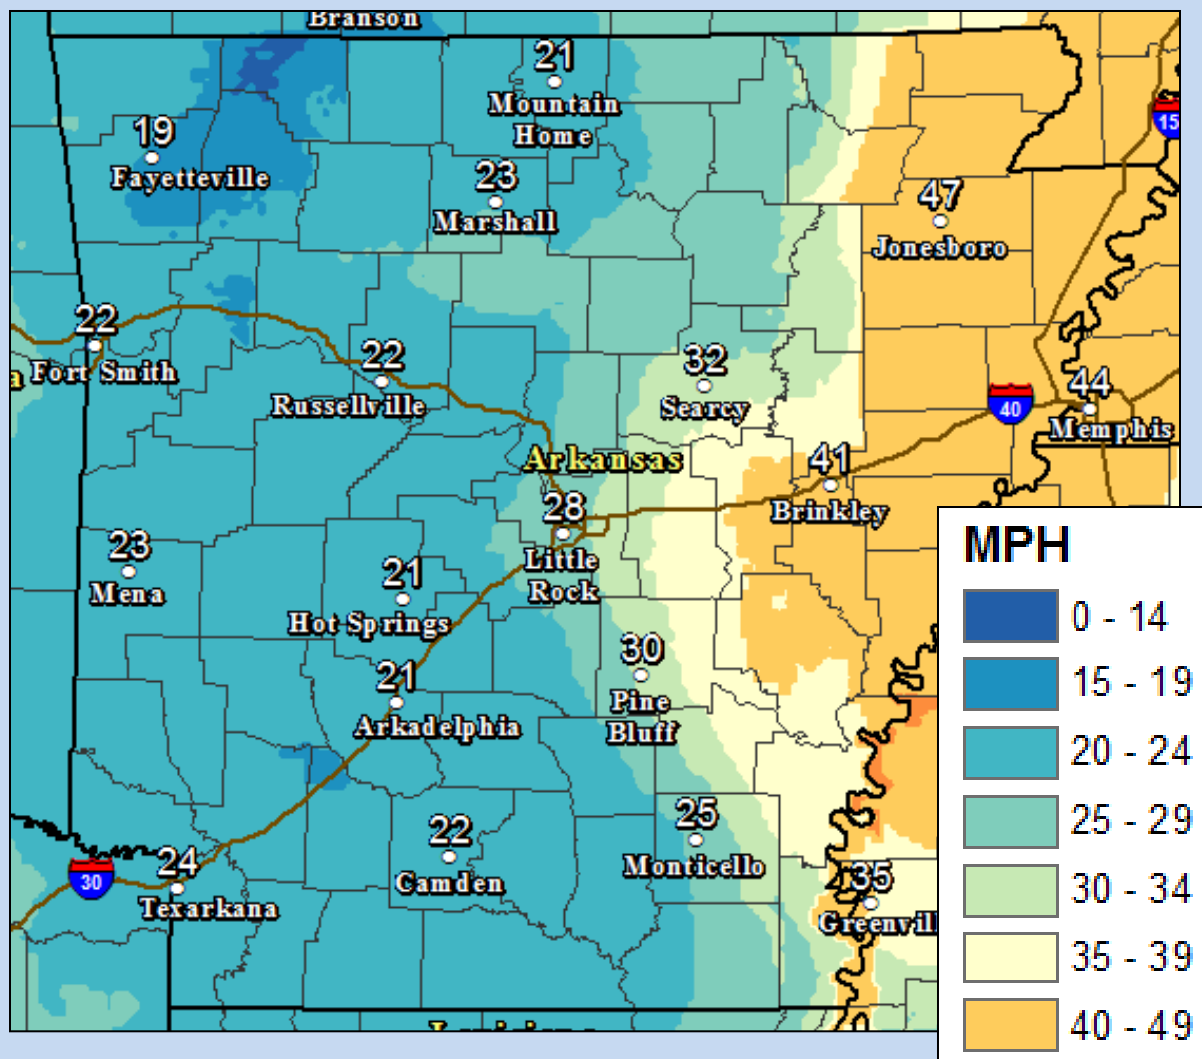 Branson
21
Mountain
Home
15
19
Fayetteville
23
Marshall
47
Jonesboro
22
Fort Smith
a
22
Russellville
32
Searcy
44
Memphis
40
Arkansas
41
Brinkley
28
Little
Rock
23
Mena
21
Hot Springs
30
Pine
Bluff
21
Arkadelphia
22
Camden
25
Monticello
24
Texarkana
30
35
Greenvil
MPH
0 - 14
15 - 19
20 - 24
25 - 29
30 - 34
35 - 39
40 - 49